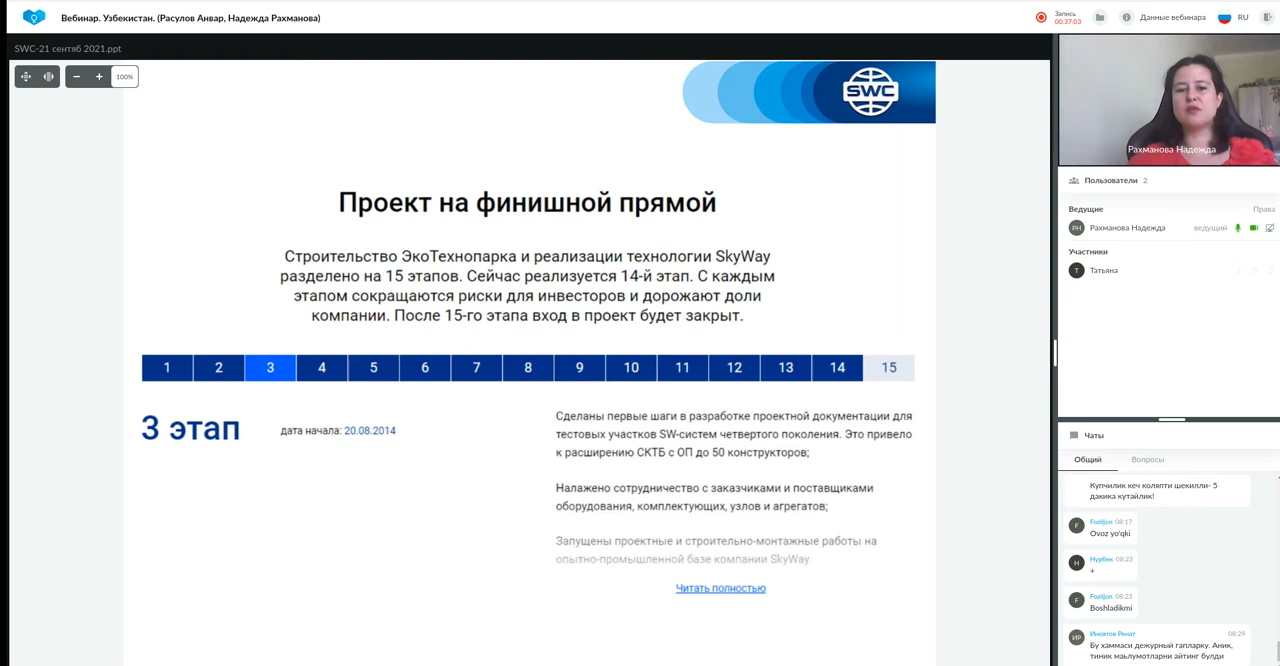 Вебинар. Узбекистан. (Расулов Анвар, Надежда Рахманова)
Запись
00:37:03
Данные вебинара
RU
SWC-21 сентяб 2021.ppt
100%
SWC
Проект на финишной прямой
Строительство ЭкоТехнопарка и реализации технологии SkyWay
разделено на 15 этапов. Сейчас реализуется 14-й этап. С каждым
этапом сокращаются риски для инвесторов и дорожают доли
компании. После 15-го этапа вход в проект будет закрыт.
1 2 3 4 5 6 7 8 9 10 11 12 13 14 15
3 этап
дата начала: 20.08.2014
Сделаны первые шаги в разработке проектной документации для
тестовых участков SW-систем четвертого поколения. Это привело
к расширению СКТБ с ОП до 50 конструкторов;
Налажено сотрудничество с заказчиками и поставщиками
оборудования, комплектующих, узлов и агрегатов;
Запущены проектные и строительно-монтажные работы на
опытно-промышленной базе компании SkyWay.
Читать полностью
Рахманова Надежда
Пользователи 2
Ведущие Права
РН Рахманова Надежда ведущий
Участники
Т Татьяна
Чаты
Общий Вопросы
Купчилик кеч коляпти шекилли- 5
дакика кутайлик!
F Foziljon 08:17
Ovoz yo'qki
Н Нурбек 08:23
+
F Foziljon 08:23
Boshladikmi
ИР Иноятов Ренат 08:29
Бу хаммаси дежурный гапларку. Аник,
тиник маьлумотларни айтинг булди